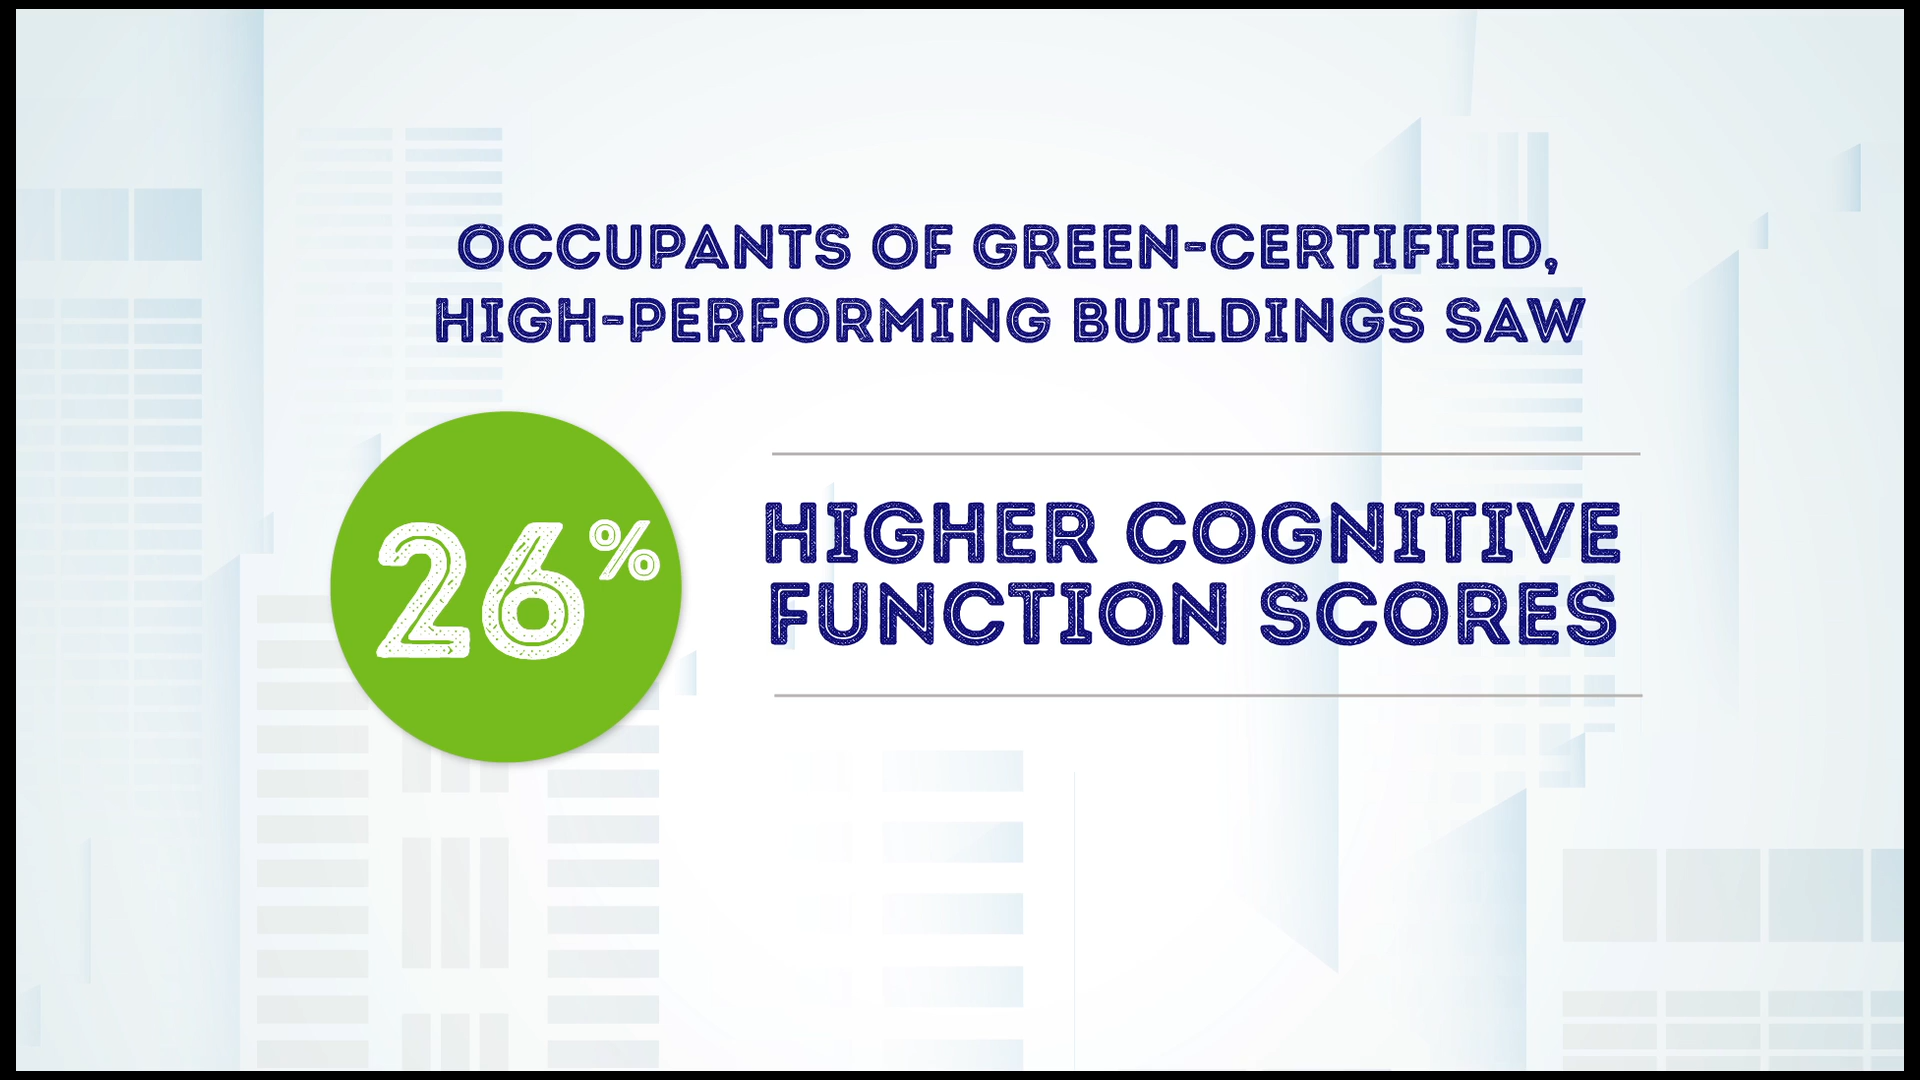 OCCUPANTS OF GREEN-CERTIFIED,
HIGH-PERFORMING BUILDINGS SAW
26%
HIGHER COGNITIVE
FUNCTION SCORES